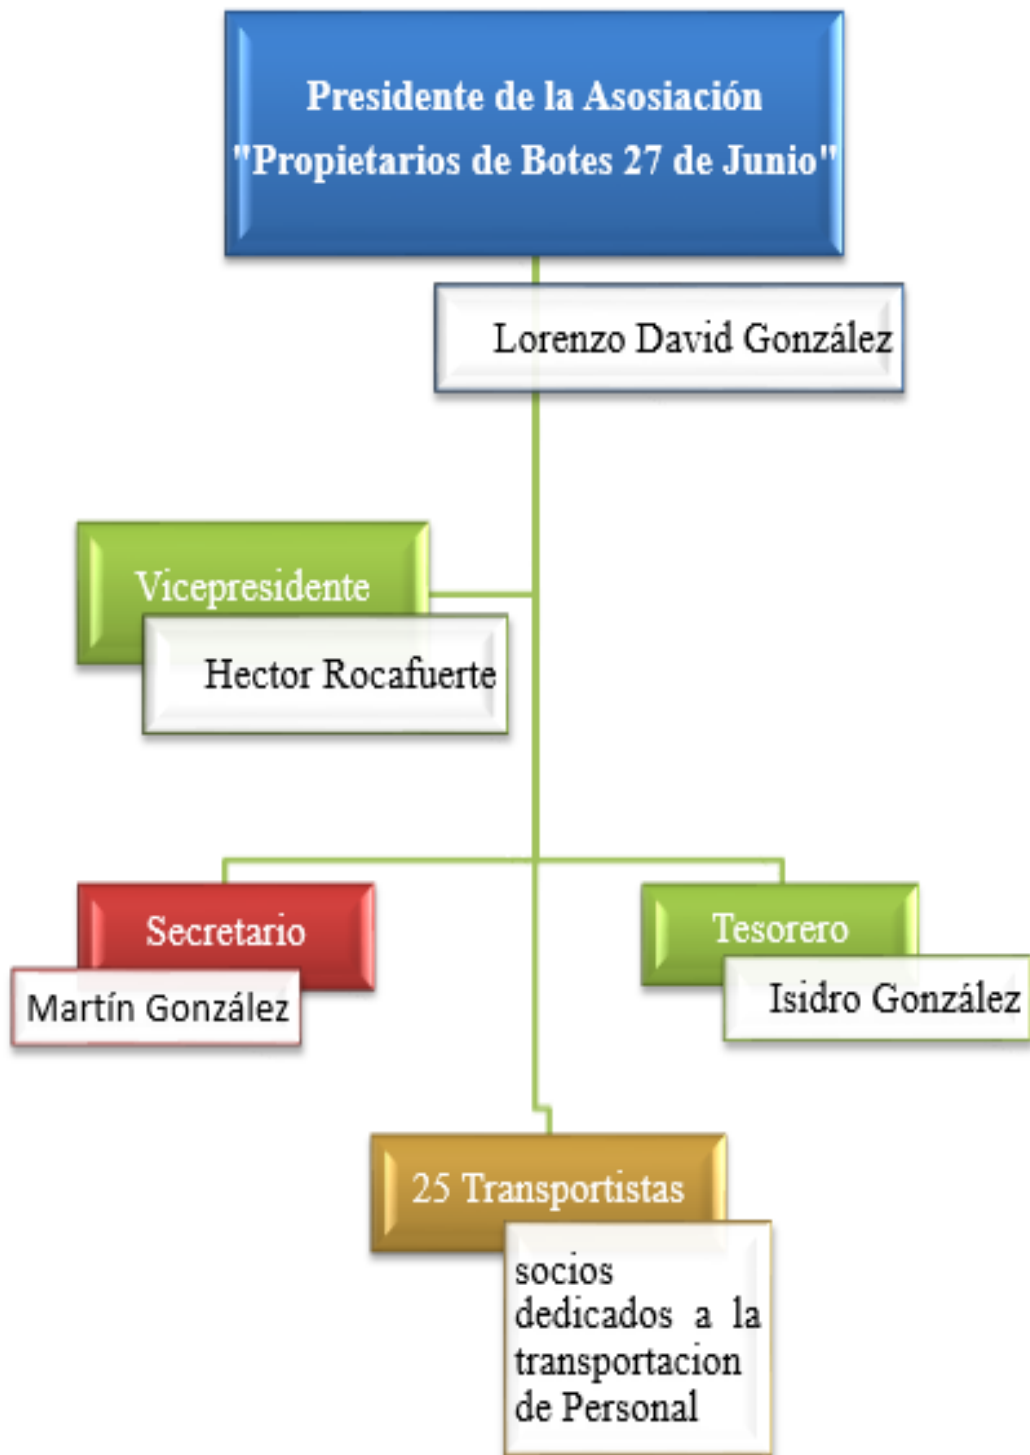 Presidente de la Asosiación
"Propietarios de Botes 27 de Junio"
Lorenzo David González
Vicepresidente
Hector Rocafuerte
Secretario
Martín González
Tesorero
Isidro González
25 Transportistas
socios
dedicados a la
transportacion
de Personal